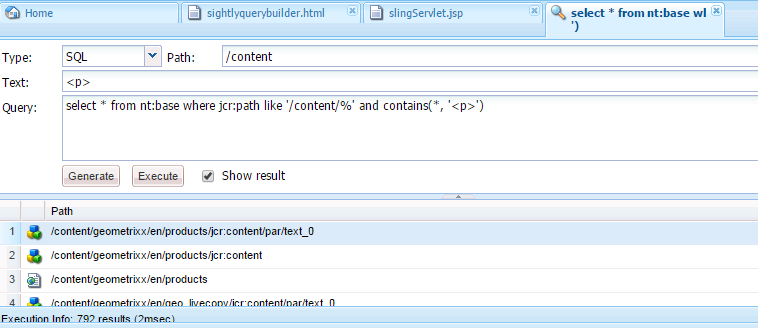 Home sightlyquerybuilder.html slingServlet.jsp select * from nt:base wl
')
Type: SQL Path: /content
Text: <p>
Query: select * from nt:base where jcr:path like '/content/%' and contains(*, '<p>')
Generate Execute Show result
Path
1 /content/geometrixx/en/products/jcr:content/par/text_0
2 /content/geometrixx/en/products/jcr:content
3 /content/geometrixx/en/products
4 /content/geometrixx/en/geo_livecopy/jcr:content/par/text_0
Execution Info: 792 results (2msec)